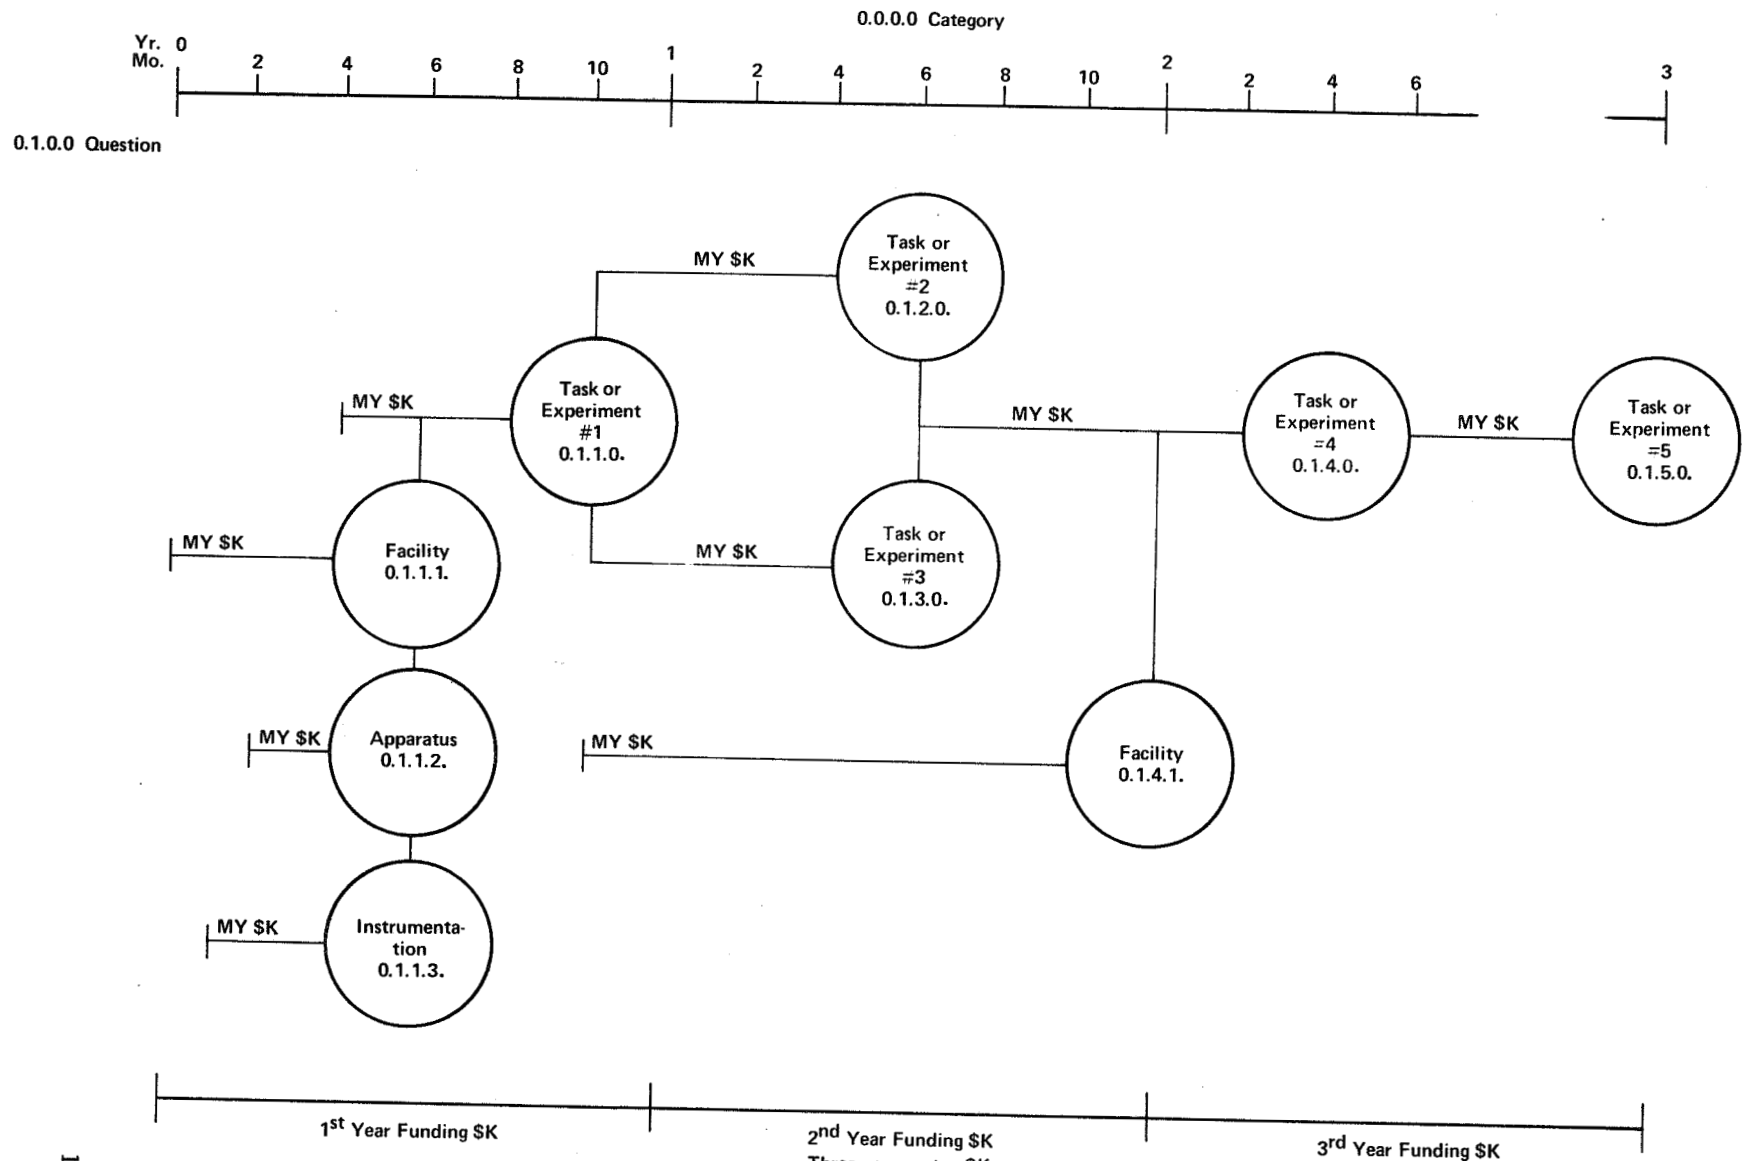 0.0.0.0 Category
Yr. 0 1 2 3
Mo. 2 4 6 8 10 2 4 6 8 10 2 4 6
0.1.0.0 Question
Task or
Experiment
#2
0.1.2.0.
MY $K
Task or
Experiment
#1
0.1.1.0.
MY $K
MY $K
Task or
Experiment
=4
0.1.4.0.
MY $K
Task or
Experiment
=5
0.1.5.0.
MY $K
Facility
0.1.1.1.
MY $K
Task or
Experiment
#3
0.1.3.0.
MY $K
Apparatus
0.1.1.2.
MY $K
Facility
0.1.4.1.
MY $K
Instrumenta-
tion
0.1.1.3.
1st Year Funding $K
2nd Year Funding $K
3rd Year Funding $K